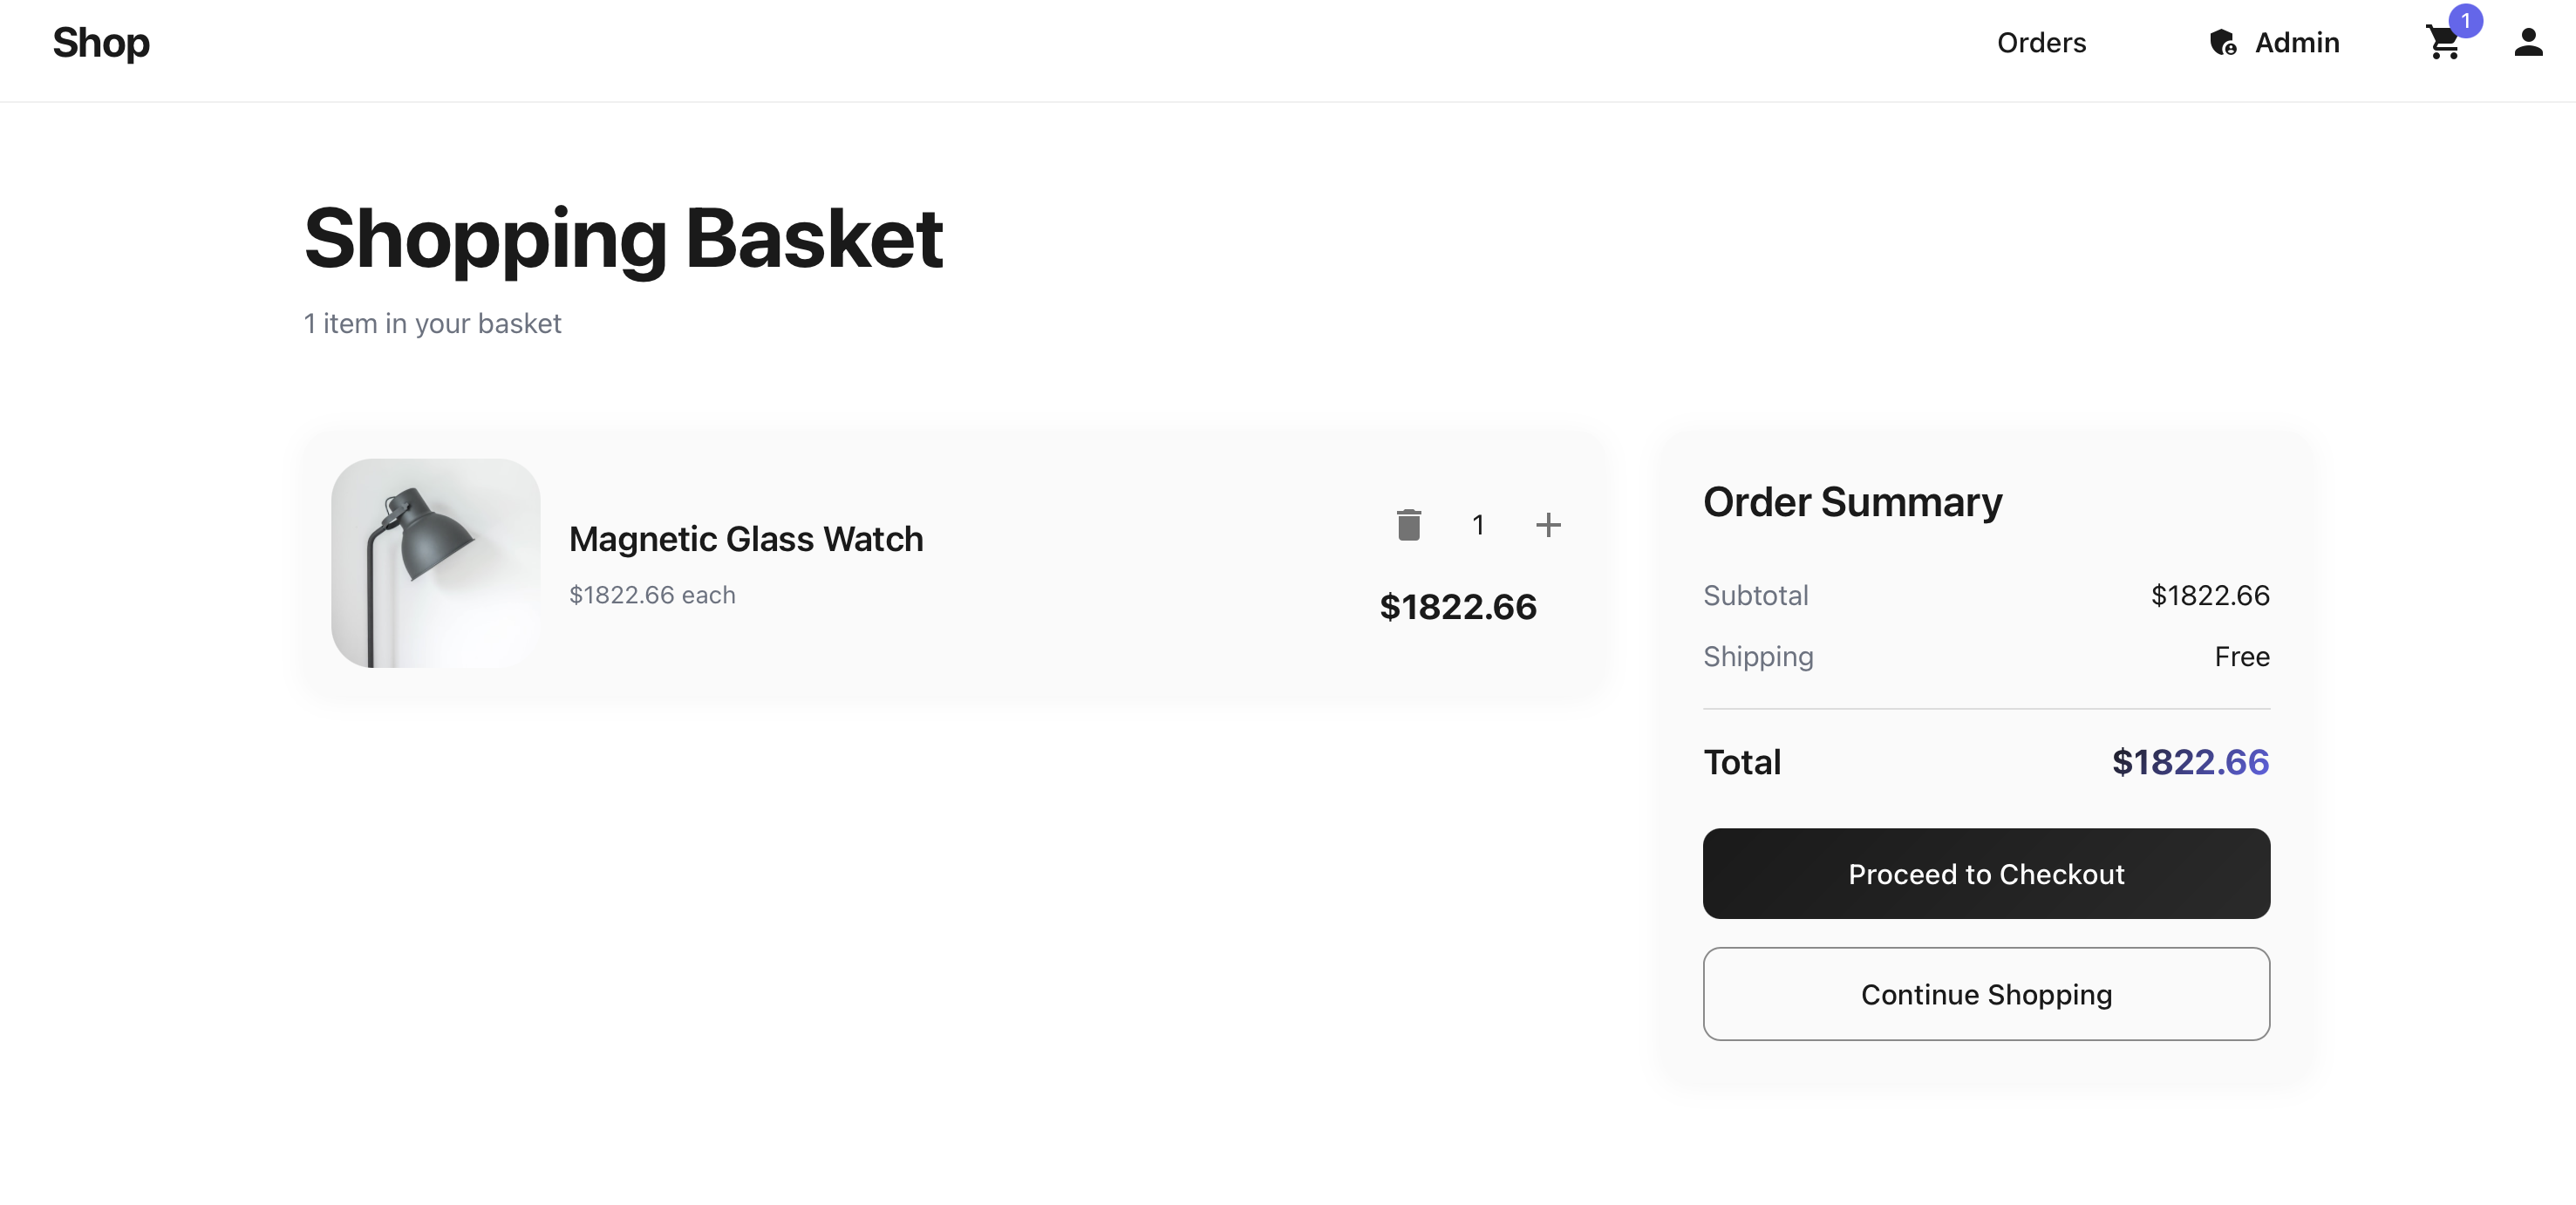 Shop
Orders
Admin
1
Shopping Basket
1 item in your basket
Magnetic Glass Watch
$1822.66 each
1
$1822.66
Order Summary
Subtotal $1822.66
Shipping Free
Total $1822.66
Proceed to Checkout
Continue Shopping